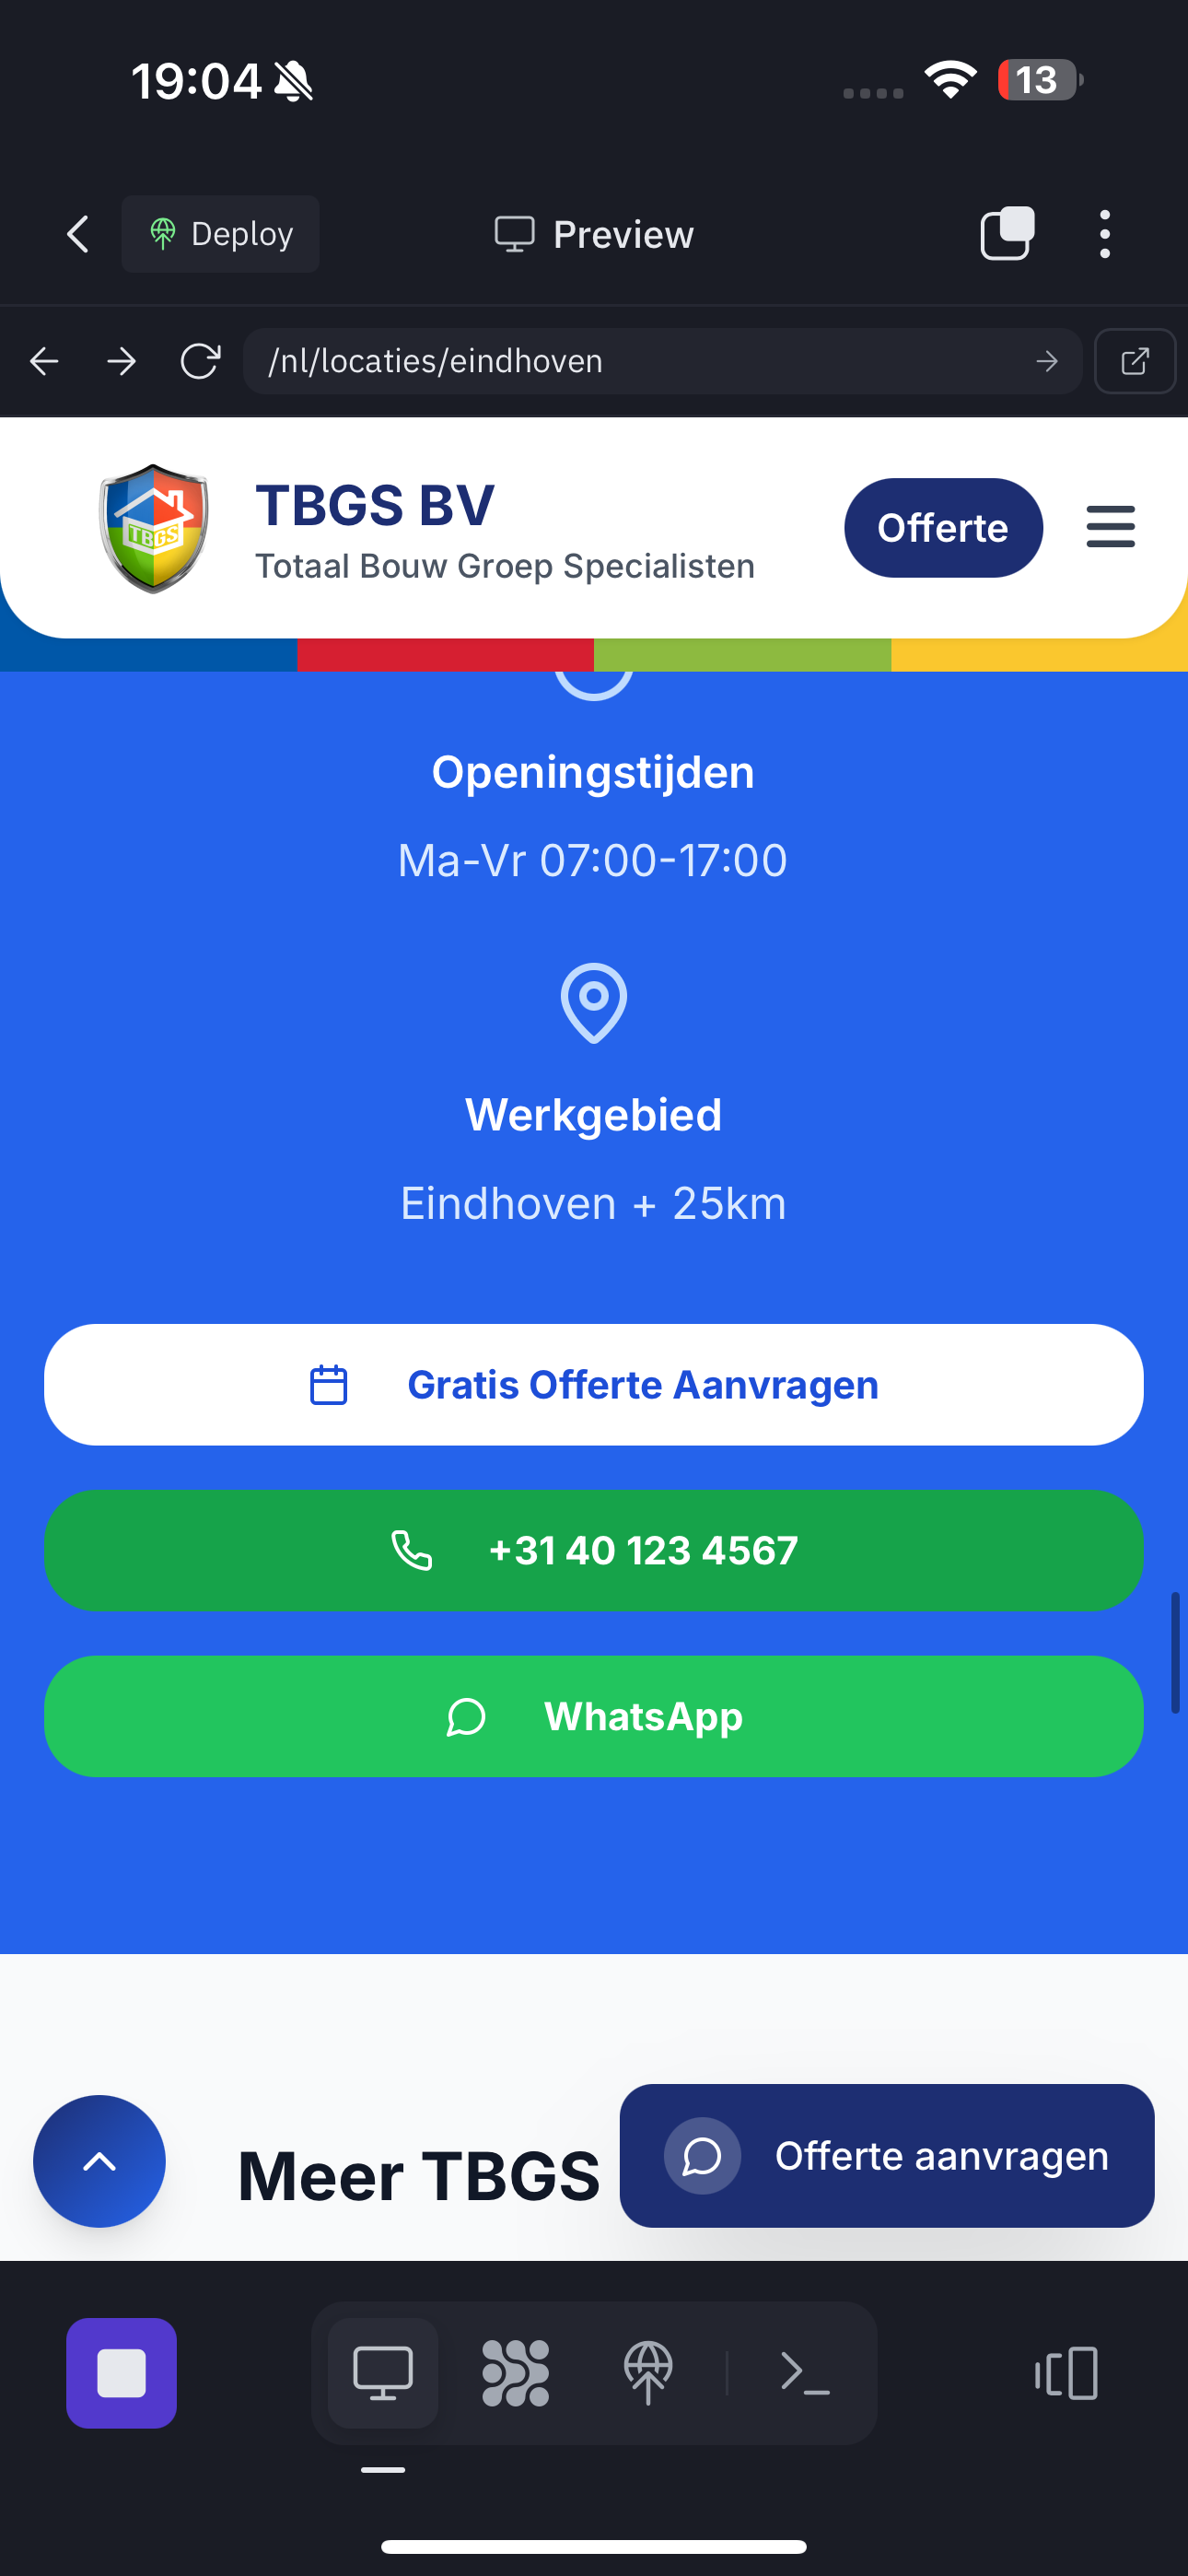 19:04
13
Deploy
Preview
/nl/locaties/eindhoven
TBGS
TBGS BV
Totaal Bouw Groep Specialisten
Offerte
Openingstijden
Ma-Vr 07:00-17:00
Werkgebied
Eindhoven + 25km
Gratis Offerte Aanvragen
+31 40 123 4567
WhatsApp
Meer TBGS
Offerte aanvragen